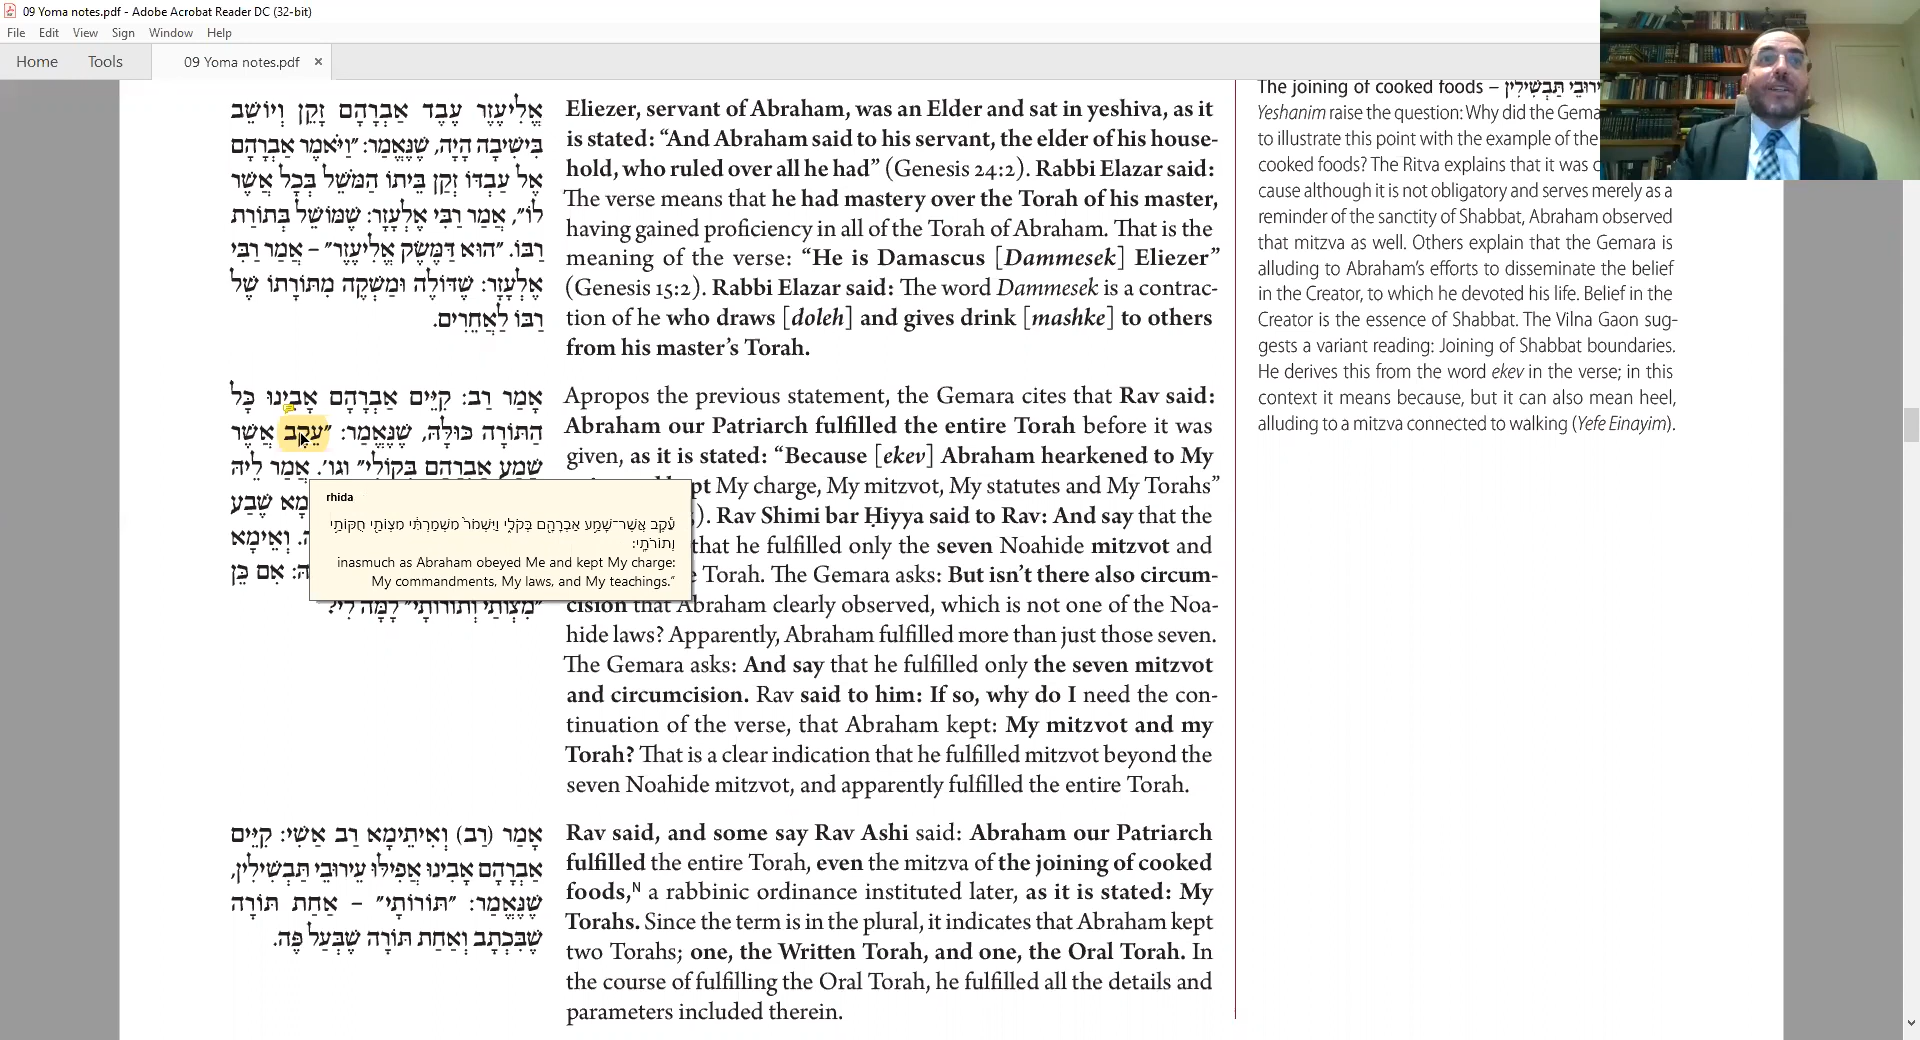 09 Yoma notes.pdf - Adobe Acrobat Reader DC (32-bit)
File Edit View Sign Window Help
Home Tools 09 Yoma notes.pdf ×
אֱלִיעֶזֶר עֶבֶד אַבְרָהָם זָקֵן וְיוֹשֵׁב
בִּישִׁיבָה הָיָה, שֶׁנֶּאֱמַר: ״וַיֹּאמֶר אַבְרָהָם
אֶל עַבְדּוֹ זְקַן בֵּיתוֹ הַמֹּשֵׁל בְּכָל אֲשֶׁר
לוֹ״, אָמַר רַבִּי אֶלְעָזָר: שֶׁמּוֹשֵׁל בְּתוֹרַת
רַבּוֹ. ״הוּא דַּמֶּשֶׂק אֱלִיעֶזֶר״ – אָמַר רַבִּי
אֶלְעָזָר: שֶׁדּוֹלֶה וּמַשְׁקֶה מִתּוֹרָתוֹ שֶׁל
רַבּוֹ לַאֲחֵרִים.
אָמַר רַב: קִיֵּים אַבְרָהָם אָבִינוּ כָּל
הַתּוֹרָה כּוּלָּהּ, שֶׁנֶּאֱמַר: ״עֵקֶב אֲשֶׁר
שָׁמַע אַבְרָהָם בְּקוֹלִי״ וגו׳. אֲמַר לֵיהּ
שֶׁבַע
וְאֵימָא
אִם כֵּן
״מִצְוֹתַי וְתוֹרוֹתָי״ לָמָּה לִי?
אָמַר (רַב) וְאִיתֵּימָא רַב אַשִׁי: קִיֵּים
אַבְרָהָם אָבִינוּ אֲפִילּוּ עֵירוּבֵי תַּבְשִׁילִין,
שֶׁנֶּאֱמַר: ״תּוֹרוֹתָי״ – אַחַת תּוֹרָה
שֶׁבִּכְתָב וְאַחַת תּוֹרָה שֶׁבְּעַל פֶּה.
rhida
עֵ֕קֶב אֲשֶׁר־שָׁמַ֥ע אַבְרָהָ֖ם בְּקֹלִ֑י וַיִּשְׁמֹר֙ מִשְׁמַרְתִּ֔י מִצְוֺתַ֖י חֻקּוֹתַ֥י
וְתוֹרֹתָֽי׃
inasmuch as Abraham obeyed Me and kept My charge:
My commandments, My laws, and My teachings.”
Eliezer, servant of Abraham, was an Elder and sat in yeshiva, as it
is stated: “And Abraham said to his servant, the elder of his house-
hold, who ruled over all he had” (Genesis 24:2). Rabbi Elazar said:
The verse means that he had mastery over the Torah of his master,
having gained proficiency in all of the Torah of Abraham. That is the
meaning of the verse: “He is Damascus [Dammesek] Eliezer”
(Genesis 15:2). Rabbi Elazar said: The word Dammesek is a contrac-
tion of he who draws [doleh] and gives drink [mashke] to others
from his master’s Torah.
Apropos the previous statement, the Gemara cites that Rav said:
Abraham our Patriarch fulfilled the entire Torah before it was
given, as it is stated: “Because [ekev] Abraham hearkened to My
My charge, My mitzvot, My statutes and My Torahs”
). Rav Shimi bar Ḥiyya said to Rav: And say that the
that he fulfilled only the seven Noahide mitzvot and
Torah. The Gemara asks: But isn’t there also circum-
cision that Abraham clearly observed, which is not one of the Noa-
hide laws? Apparently, Abraham fulfilled more than just those seven.
The Gemara asks: And say that he fulfilled only the seven mitzvot
and circumcision. Rav said to him: If so, why do I need the con-
tinuation of the verse, that Abraham kept: My mitzvot and my
Torah? That is a clear indication that he fulfilled mitzvot beyond the
seven Noahide mitzvot, and apparently fulfilled the entire Torah.
Rav said, and some say Rav Ashi said: Abraham our Patriarch
fulfilled the entire Torah, even the mitzva of the joining of cooked
foods,N a rabbinic ordinance instituted later, as it is stated: My
Torahs. Since the term is in the plural, it indicates that Abraham kept
two Torahs; one, the Written Torah, and one, the Oral Torah. In
the course of fulfilling the Oral Torah, he fulfilled all the details and
parameters included therein.
The joining of cooked foods – עֵירוּבֵי תַּבְשִׁילִין
Yeshanim raise the question: Why did the Gema
to illustrate this point with the example of the
cooked foods? The Ritva explains that it was c
cause although it is not obligatory and serves merely as a
reminder of the sanctity of Shabbat, Abraham observed
that mitzva as well. Others explain that the Gemara is
alluding to Abraham’s efforts to disseminate the belief
in the Creator, to which he devoted his life. Belief in the
Creator is the essence of Shabbat. The Vilna Gaon sug-
gests a variant reading: Joining of Shabbat boundaries.
He derives this from the word ekev in the verse; in this
context it means because, but it can also mean heel,
alluding to a mitzva connected to walking (Yefe Einayim).